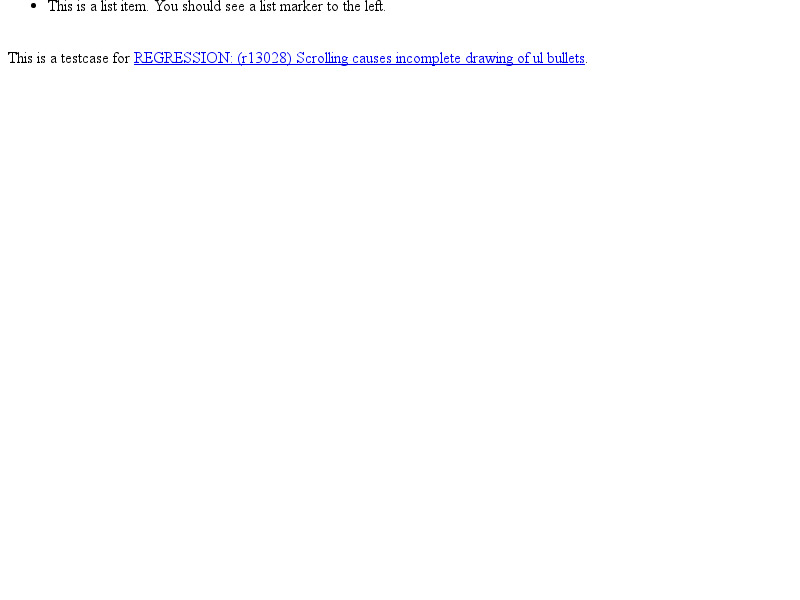 • This is a list item. You should see a list marker to the left.
This is a testcase for REGRESSION: (r13028) Scrolling causes incomplete drawing of ul bullets.